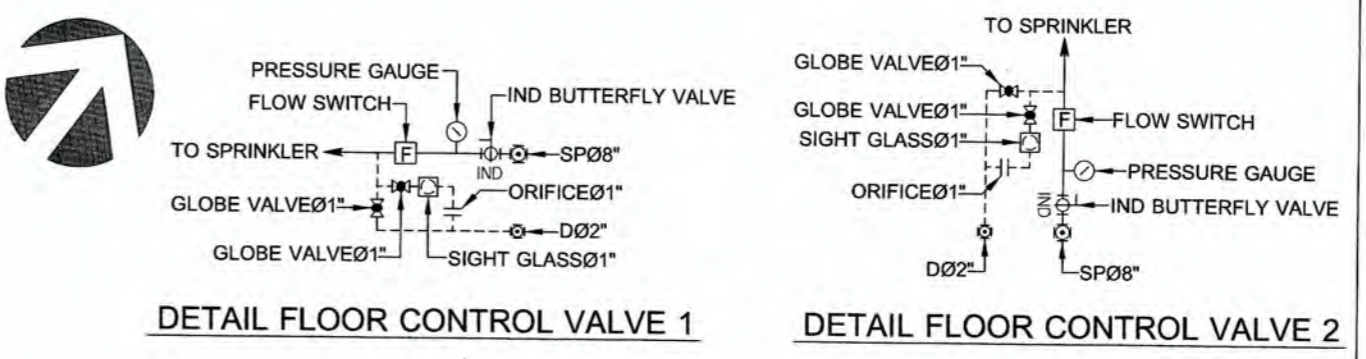 PRESSURE GAUGE
FLOW SWITCH
IND BUTTERFLY VALVE
TO SPRINKLER
F
SPØ8"
IND
ORIFICEØ1"
GLOBE VALVEØ1"
DØ2"
GLOBE VALVEØ1"
SIGHT GLASSØ1"
DETAIL FLOOR CONTROL VALVE 1
TO SPRINKLER
GLOBE VALVEØ1"
GLOBE VALVEØ1"
F
FLOW SWITCH
SIGHT GLASSØ1"
PRESSURE GAUGE
ORIFICEØ1"
IND
IND BUTTERFLY VALVE
DØ2"
SPØ8"
DETAIL FLOOR CONTROL VALVE 2